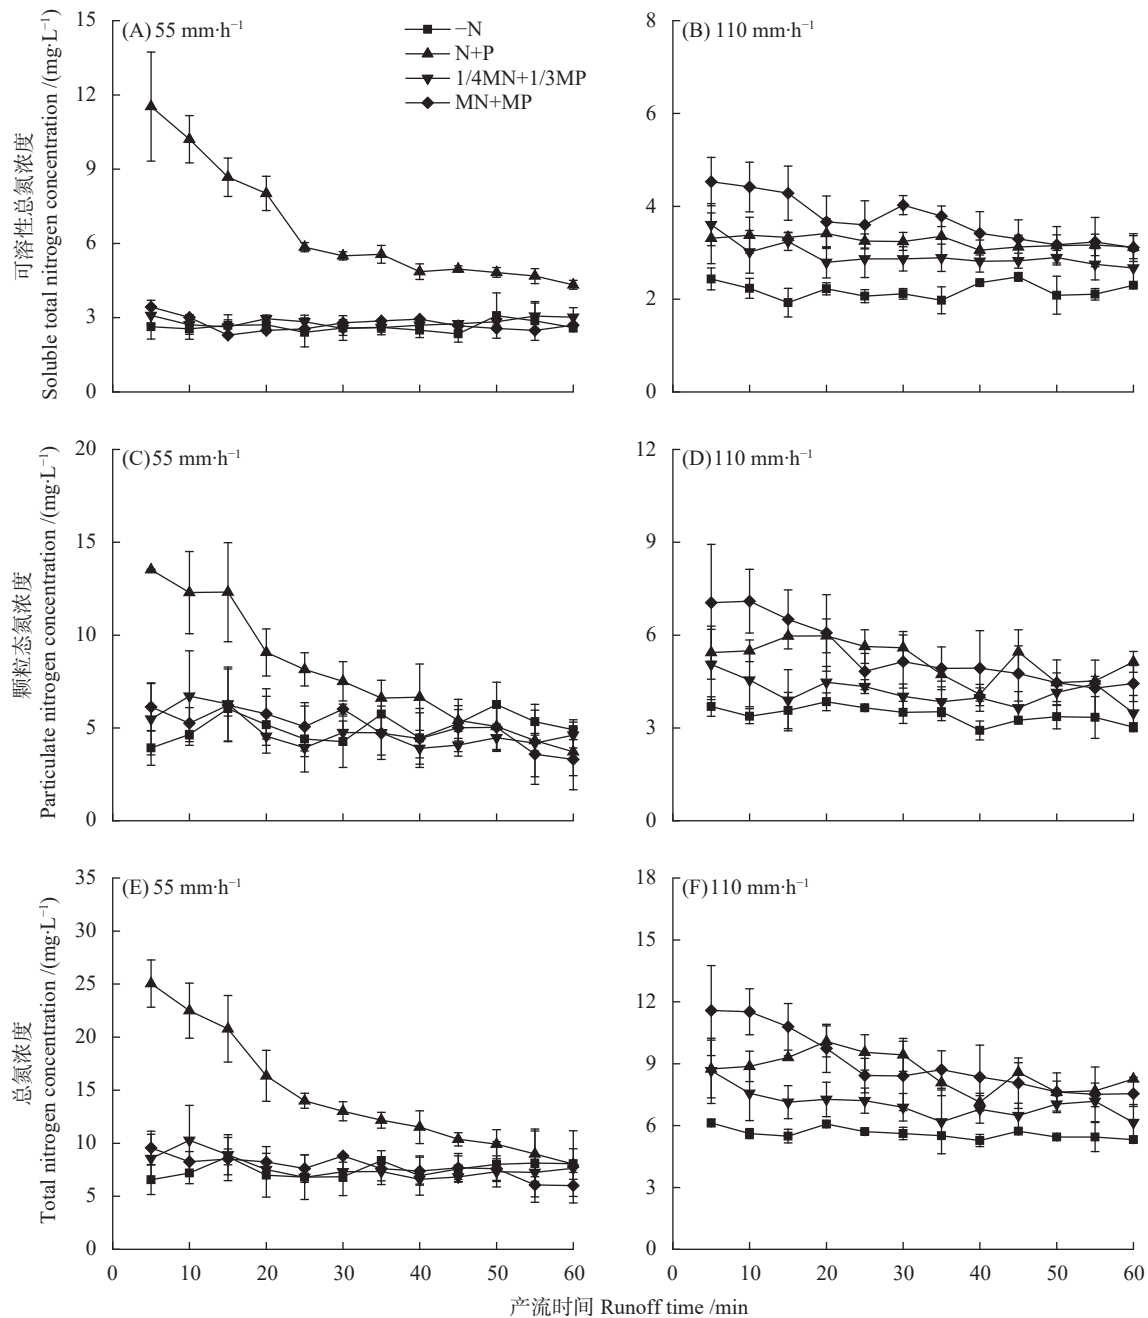 (A) 55 mm·h⁻¹
−N
N+P
1/4MN+1/3MP
MN+MP
15
12
9
6
3
0
可溶性总氮浓度
Soluble total nitrogen concentration /(mg·L⁻¹)
(B) 110 mm·h⁻¹
8
6
4
2
0
(C) 55 mm·h⁻¹
20
15
10
5
0
颗粒态氮浓度
Particulate nitrogen concentration /(mg·L⁻¹)
(D) 110 mm·h⁻¹
12
9
6
3
0
(E) 55 mm·h⁻¹
35
30
25
20
15
10
5
0
总氮浓度
Total nitrogen concentration /(mg·L⁻¹)
0 10 20 30 40 50 60
(F) 110 mm·h⁻¹
18
15
12
9
6
3
0
0 10 20 30 40 50 60
产流时间 Runoff time /min